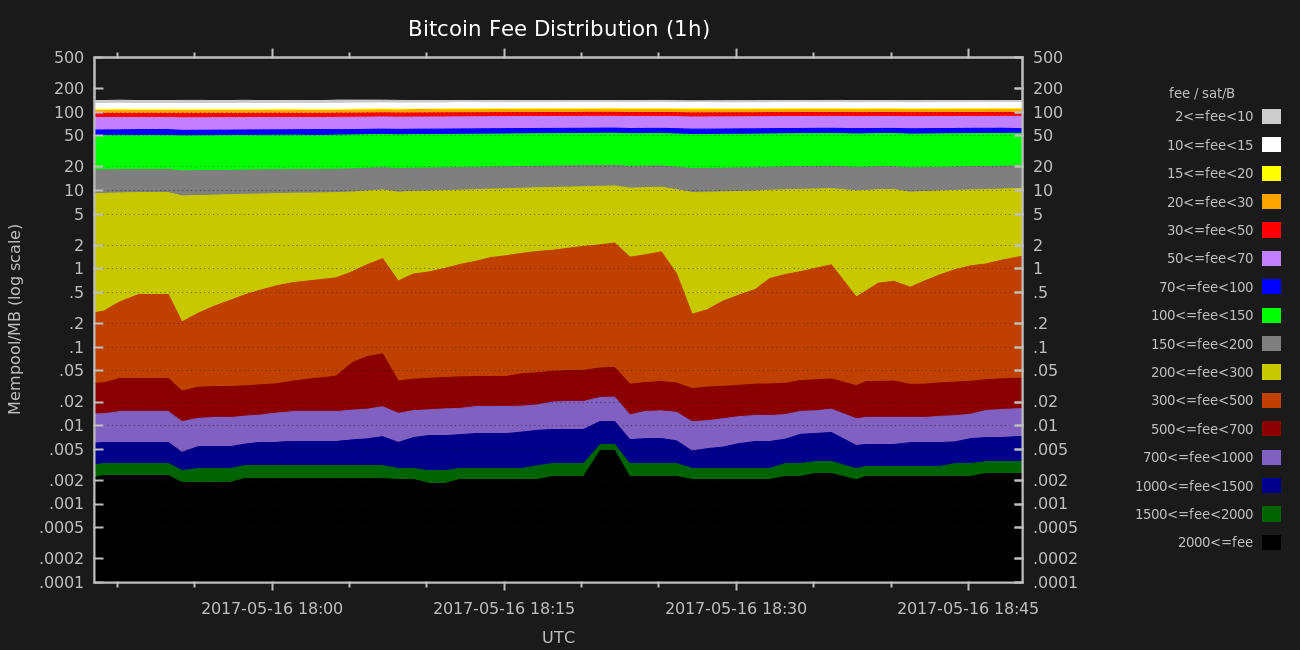 Bitcoin Fee Distribution (1h)
500 500
200 200
100 100
50 50
20 20
10 10
5 5
2 2
1 1
.5 .5
.2 .2
.1 .1
.05 .05
.02 .02
.01 .01
.005 .005
.002 .002
.001 .001
.0005 .0005
.0002 .0002
.0001 .0001
Mempool/MB (log scale)
2017-05-16 18:00 2017-05-16 18:15 2017-05-16 18:30 2017-05-16 18:45
UTC
fee / sat/B
2<=fee<10
10<=fee<15
15<=fee<20
20<=fee<30
30<=fee<50
50<=fee<70
70<=fee<100
100<=fee<150
150<=fee<200
200<=fee<300
300<=fee<500
500<=fee<700
700<=fee<1000
1000<=fee<1500
1500<=fee<2000
2000<=fee